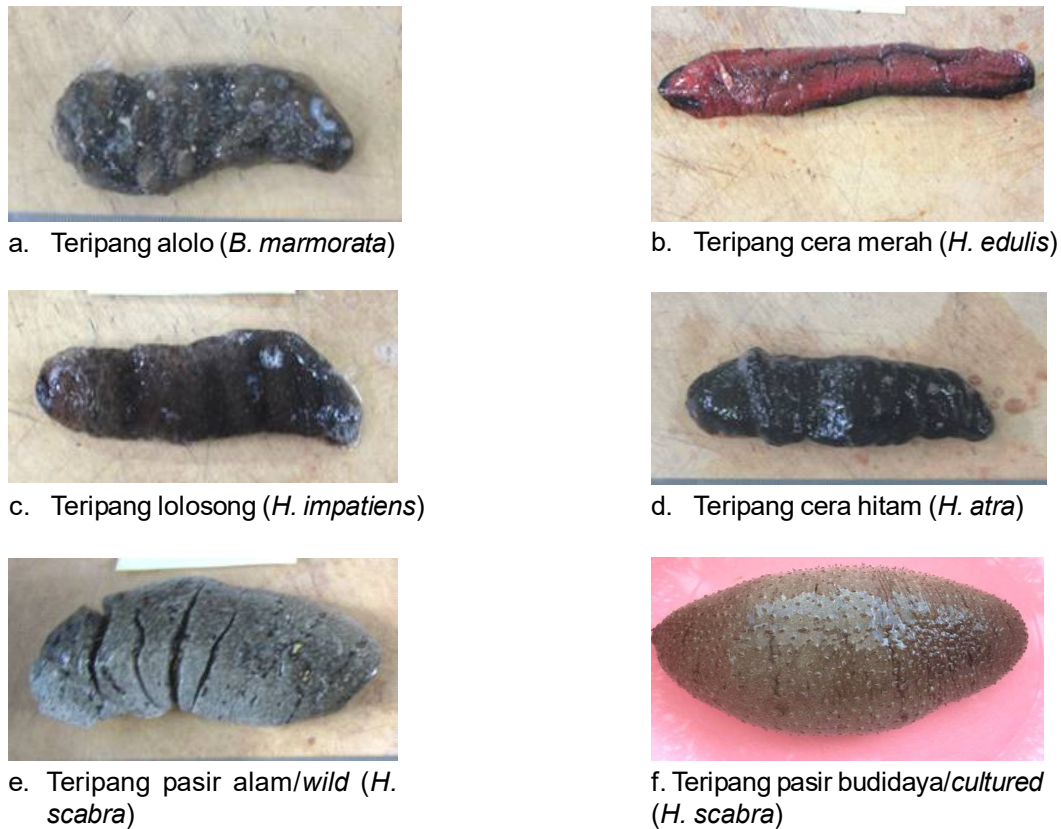 a. Teripang alolo (B. marmorata)
b. Teripang cera merah (H. edulis)
c. Teripang lolosong (H. impatiens)
d. Teripang cera hitam (H. atra)
e. Teripang pasir alam/wild (H.
scabra)
f. Teripang pasir budidaya/cultured
(H. scabra)